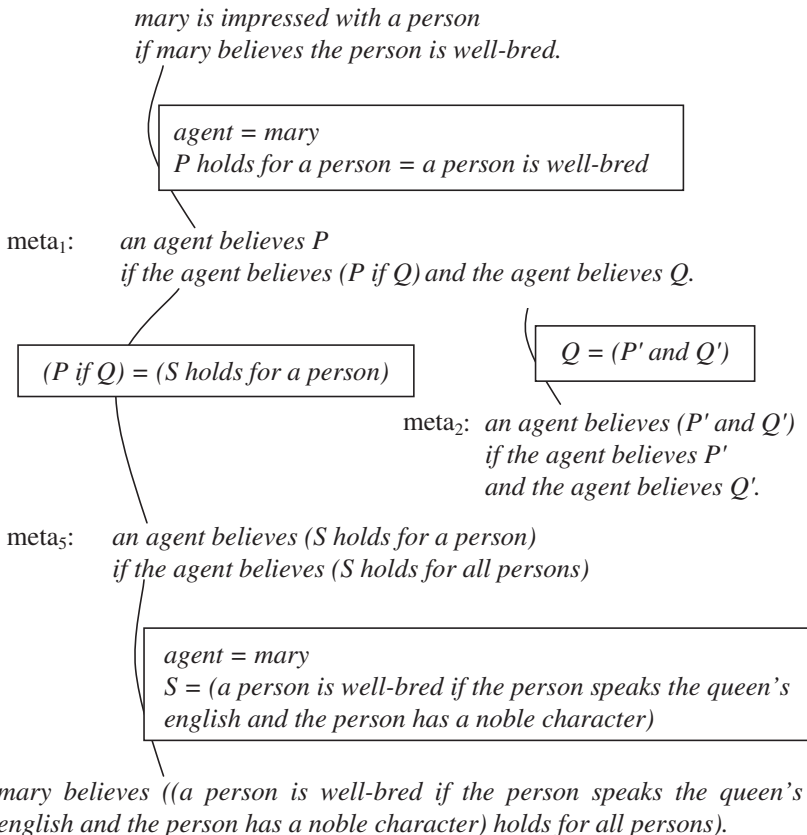 mary is impressed with a person
if mary believes the person is well-bred.
agent = mary
P holds for a person = a person is well-bred
meta₁: an agent believes P
if the agent believes (P if Q) and the agent believes Q.
(P if Q) = (S holds for a person)
Q = (P' and Q')
meta₂: an agent believes (P' and Q')
if the agent believes P'
and the agent believes Q'.
meta₅: an agent believes (S holds for a person)
if the agent believes (S holds for all persons)
agent = mary
S = (a person is well-bred if the person speaks the queen's
english and the person has a noble character)
mary believes ((a person is well-bred if the person speaks the queen's
english and the person has a noble character) holds for all persons).